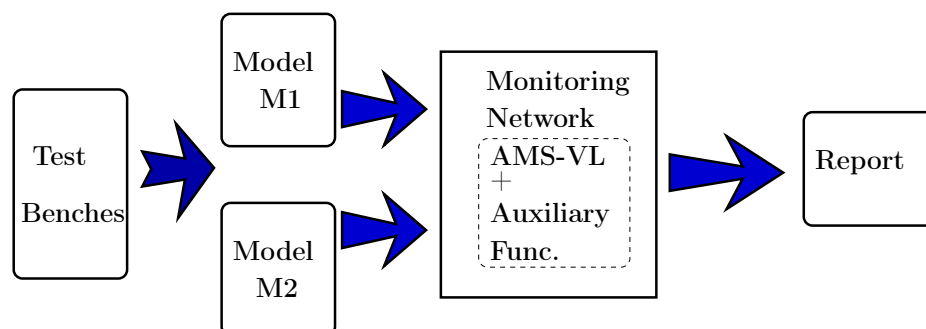 Test
Benches
Model
M1
Model
M2
Monitoring
Network
AMS-VL
+
Auxiliary
Func.
Report